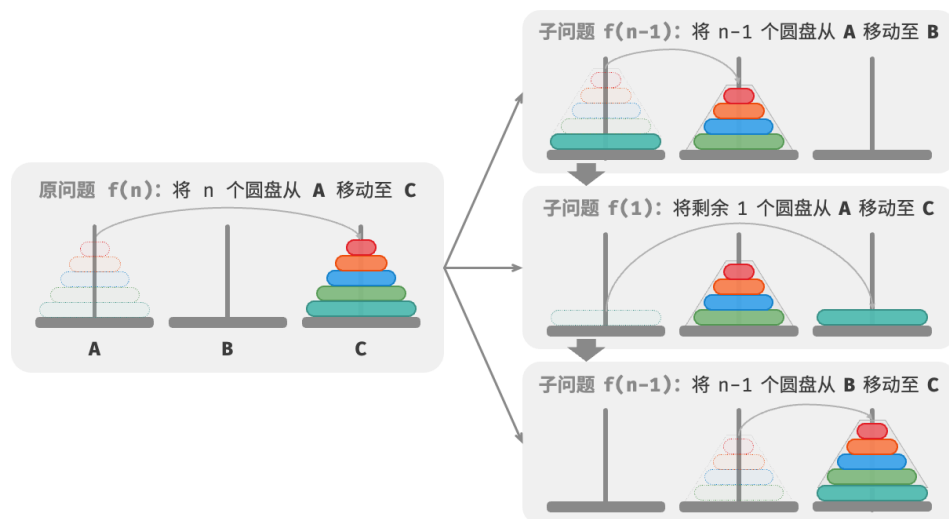 子问题 f(n-1)：将 n-1 个圆盘从 A 移动至 B
原问题 f(n)：将 n 个圆盘从 A 移动至 C
A B C
子问题 f(1)：将剩余 1 个圆盘从 A 移动至 C
子问题 f(n-1)：将 n-1 个圆盘从 B 移动至 C